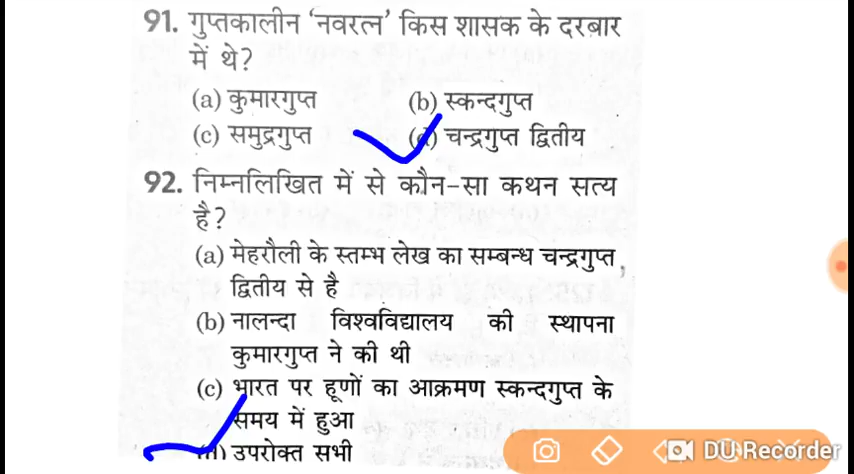 91. गुप्तकालीन ‘नवरत्न’ किस शासक के दरबार
में थे?
(a) कुमारगुप्त (b) स्कन्दगुप्त
(c) समुद्रगुप्त (d) चन्द्रगुप्त द्वितीय
92. निम्नलिखित में से कौन-सा कथन सत्य
है?
(a) मेहरौली के स्तम्भ लेख का सम्बन्ध चन्द्रगुप्त
द्वितीय से है
(b) नालन्दा विश्वविद्यालय की स्थापना
कुमारगुप्त ने की थी
(c) भारत पर हूणों का आक्रमण स्कन्दगुप्त के
समय में हुआ
(d) उपरोक्त सभी
DU Recorder